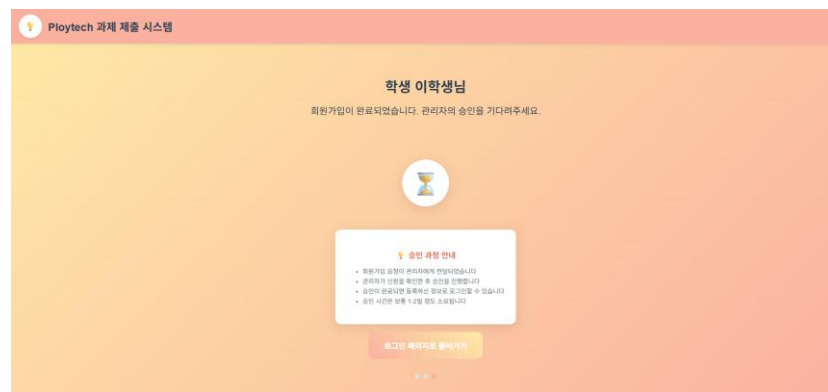 Ploytech 과제 제출 시스템
학생 이학생님
회원가입이 완료되었습니다. 관리자의 승인을 기다려주세요.
승인 과정 안내
회원가입 요청이 관리자에게 전달되었습니다
관리자가 신원을 확인한 후 승인을 진행합니다
승인이 완료되면 등록하신 정보로 로그인할 수 있습니다
승인 시간은 보통 1-2일 정도 소요됩니다
로그인 페이지로 돌아가기